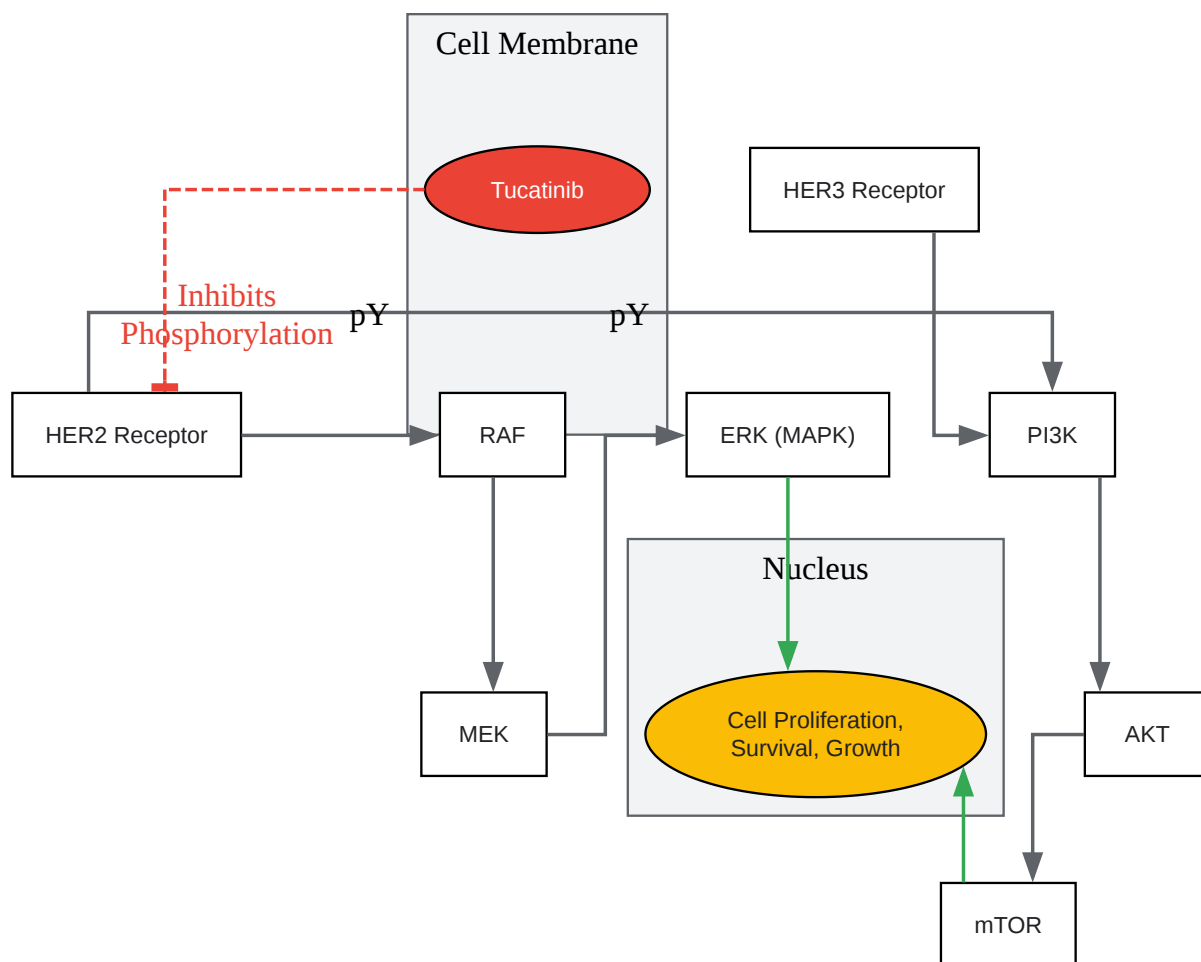 Cell Membrane
Tucatinib
HER3 Receptor
Inhibits
Phosphorylation
pY
pY
HER2 Receptor
RAF
ERK (MAPK)
PI3K
Nucleus
MEK
Cell Proliferation,
Survival, Growth
AKT
mTOR